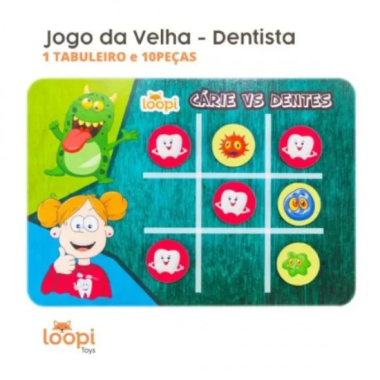 Jogo da Velha - Dentista
1 TABULEIRO e 10PEÇAS
loopi
CÁRIE VS DENTES
loopi
Toys